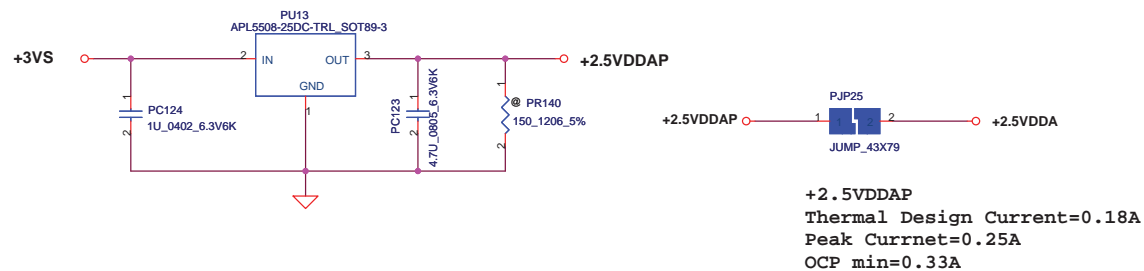 PU13
APL5508-25DC-TRL_SOT89-3
+3VS
2
IN
OUT
3
+2.5VDDAP
GND
1
1
PC124
1U_0402_6.3V6K
2
1
PC123
4.7U_0805_6.3V6K
2
1
@ PR140
150_1206_5%
2
PJP25
+2.5VDDAP
1
1
2
2
+2.5VDDA
JUMP_43X79
+2.5VDDAP
Thermal Design Current=0.18A
Peak Currnet=0.25A
OCP min=0.33A